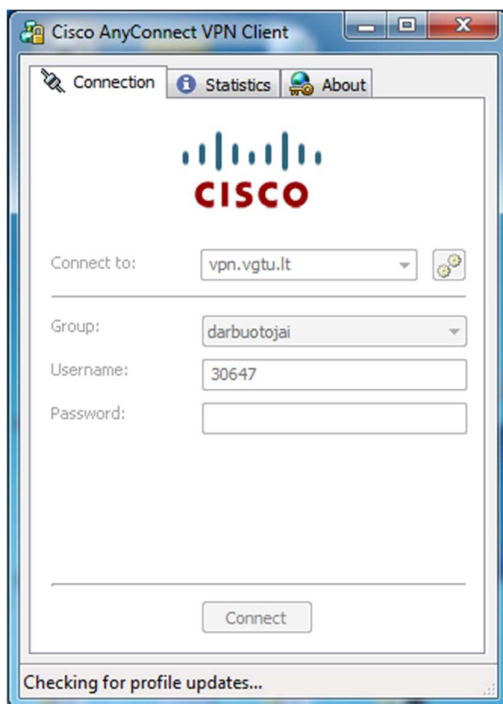 Cisco AnyConnect VPN Client
Connection Statistics About
CISCO
Connect to: vpn.vgtu.lt
Group: darbuotojai
Username: 30647
Password:
Connect
Checking for profile updates...